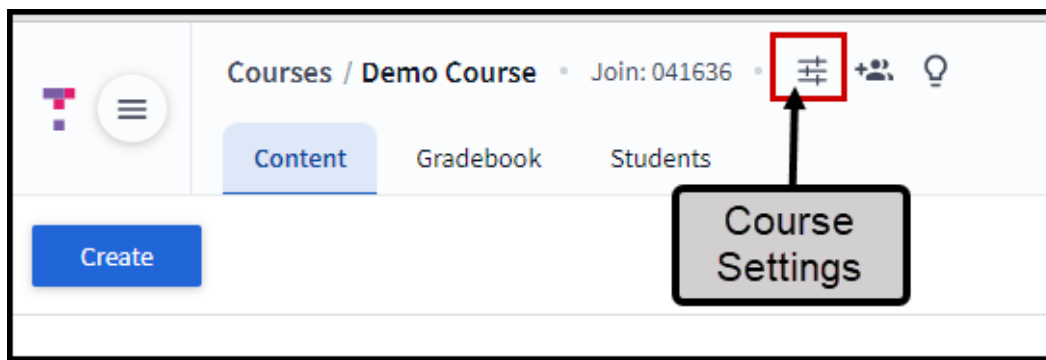 Courses / Demo Course • Join: 041636 •
Content Gradebook Students
Create
Course
Settings